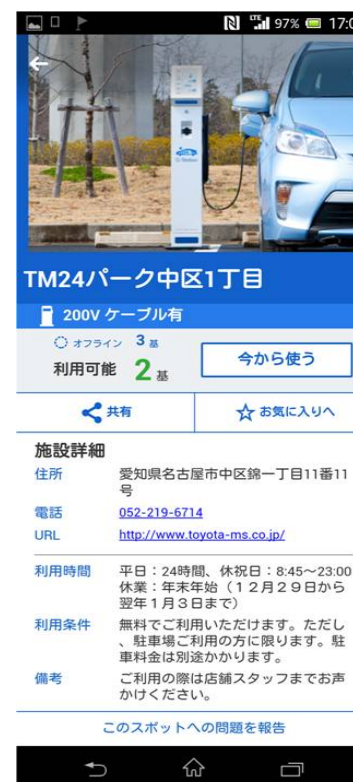 97% 17:0
G-Station
TM24パーク中区1丁目
200V ケーブル有
オフライン 3 基
利用可能 2 基
今から使う
共有
お気に入りへ
施設詳細
住所 愛知県名古屋市中区錦一丁目11番11
号
電話 052-219-6714
URL http://www.toyota-ms.co.jp/
利用時間 平日：24時間、休祝日：8:45～23:00
休業：年末年始（１２月２９日から
翌年１月３日まで）
利用条件 無料でご利用いただけます。ただし
、駐車場ご利用の方に限ります。駐
車料金は別途かかります。
備考 ご利用の際は店舗スタッフまでお声
かけください。
このスポットへの問題を報告